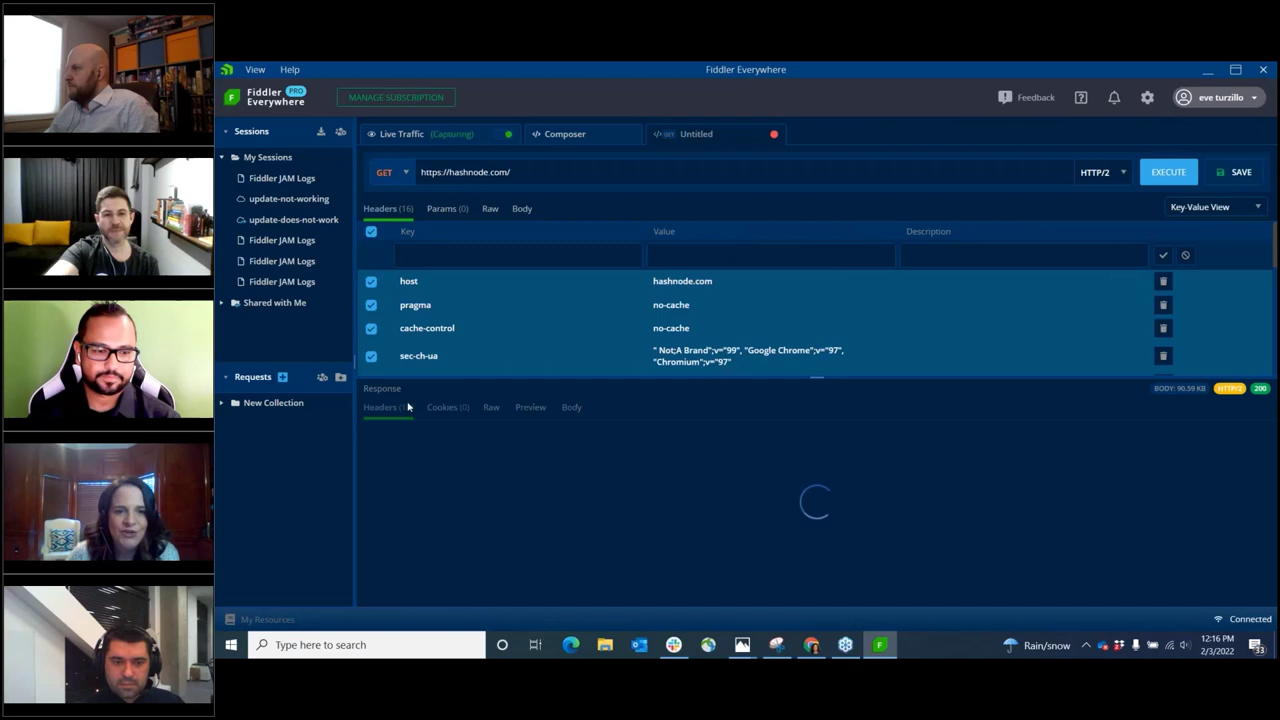 View Help Fiddler Everywhere
Fiddler Everywhere PRO MANAGE SUBSCRIPTION Feedback eve turzillo
Sessions
My Sessions
Fiddler JAM Logs
update-not-working
update-does-not-work
Fiddler JAM Logs
Fiddler JAM Logs
Fiddler JAM Logs
Shared with Me
Requests
New Collection
Live Traffic (Capturing) Composer GET Untitled
GET https://hashnode.com/ HTTP/2 EXECUTE SAVE
Headers (16) Params (0) Raw Body Key-Value View
Key Value Description
host hashnode.com
pragma no-cache
cache-control no-cache
sec-ch-ua " Not;A Brand";v="99", "Google Chrome";v="97",
"Chromium";v="97"
Response BODY: 90.59 KB HTTP/2 200
Headers Cookies (0) Raw Preview Body
My Resources Connected
Type here to search Rain/snow 12:16 PM
2/3/2022 33